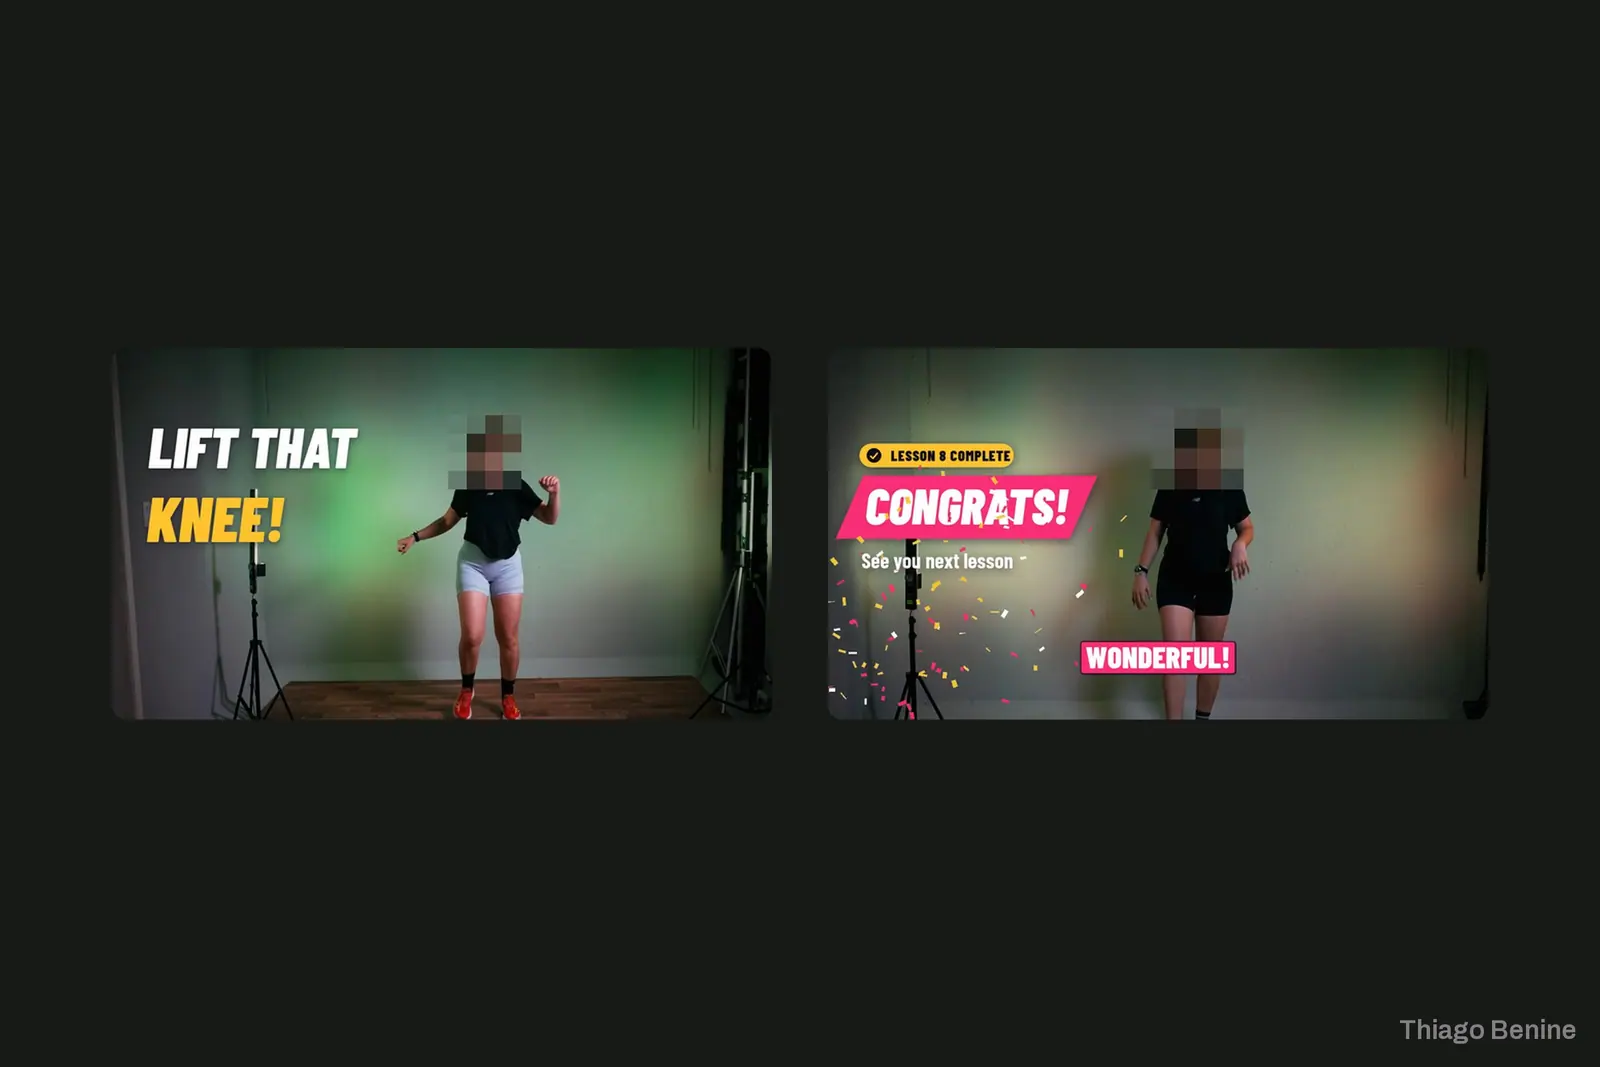 LIFT THAT
KNEE!
LESSON 8 COMPLETE
CONGRATS!
See you next lesson
WONDERFUL!
Thiago Benine